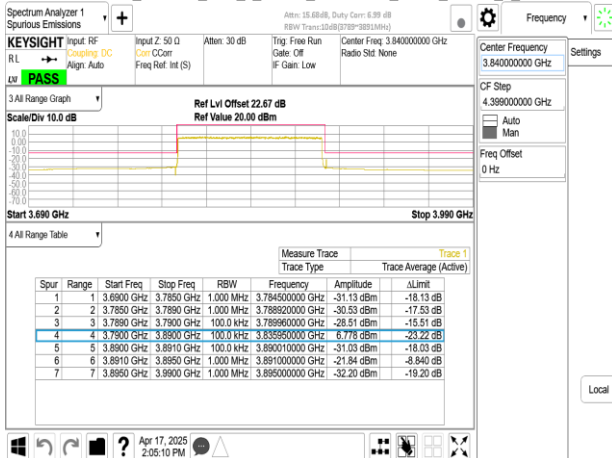 Spectrum Analyzer 1
Spurious Emissions
Attn: 15.68dB, Duty Corr: 6.99 dB
RBW Trans:10dB(3789~3891MHz)
Frequency
Settings
KEYSIGHT
RL
LXI
PASS
Input: RF
Coupling: DC
Align: Auto
Input Z: 50 Ω
Corr CCorr
Freq Ref: Int (S)
Atten: 30 dB
Trig: Free Run
Gate: Off
IF Gain: Low
Center Freq: 3.840000000 GHz
Radio Std: None
Center Frequency
3.840000000 GHz
CF Step
4.399000000 GHz
Auto
Man
Freq Offset
0 Hz
Local
3 All Range Graph
Scale/Div 10.0 dB
Ref Lvl Offset 22.67 dB
Ref Value 20.00 dBm
10.0
0.00
-10.0
-20.0
-30.0
-40.0
-50.0
-60.0
-70.0
Start 3.690 GHz
Stop 3.990 GHz
4 All Range Table
Measure Trace Trace 1
Trace Type Trace Average (Active)
Spur Range Start Freq Stop Freq RBW Frequency Amplitude ΔLimit
1 1 3.6900 GHz 3.7850 GHz 1.000 MHz 3.784500000 GHz -31.13 dBm -18.13 dB
2 2 3.7850 GHz 3.7890 GHz 1.000 MHz 3.788920000 GHz -30.53 dBm -17.53 dB
3 3 3.7890 GHz 3.7900 GHz 100.0 kHz 3.789960000 GHz -28.51 dBm -15.51 dB
4 4 3.7900 GHz 3.8900 GHz 100.0 kHz 3.835950000 GHz 6.778 dBm -23.22 dB
5 5 3.8900 GHz 3.8910 GHz 100.0 kHz 3.890010000 GHz -31.03 dBm -18.03 dB
6 6 3.8910 GHz 3.8950 GHz 1.000 MHz 3.891000000 GHz -21.84 dBm -8.840 dB
7 7 3.8950 GHz 3.9900 GHz 1.000 MHz 3.895000000 GHz -32.20 dBm -19.20 dB
Apr 17, 2025
2:05:10 PM